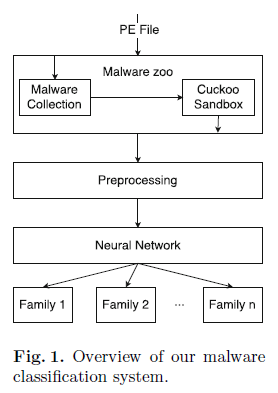 PE File
Malware zoo
Malware
Collection
Cuckoo
Sandbox
Preprocessing
Neural Network
Family 1
Family 2
...
Family n
Fig. 1. Overview of our malware
classification system.